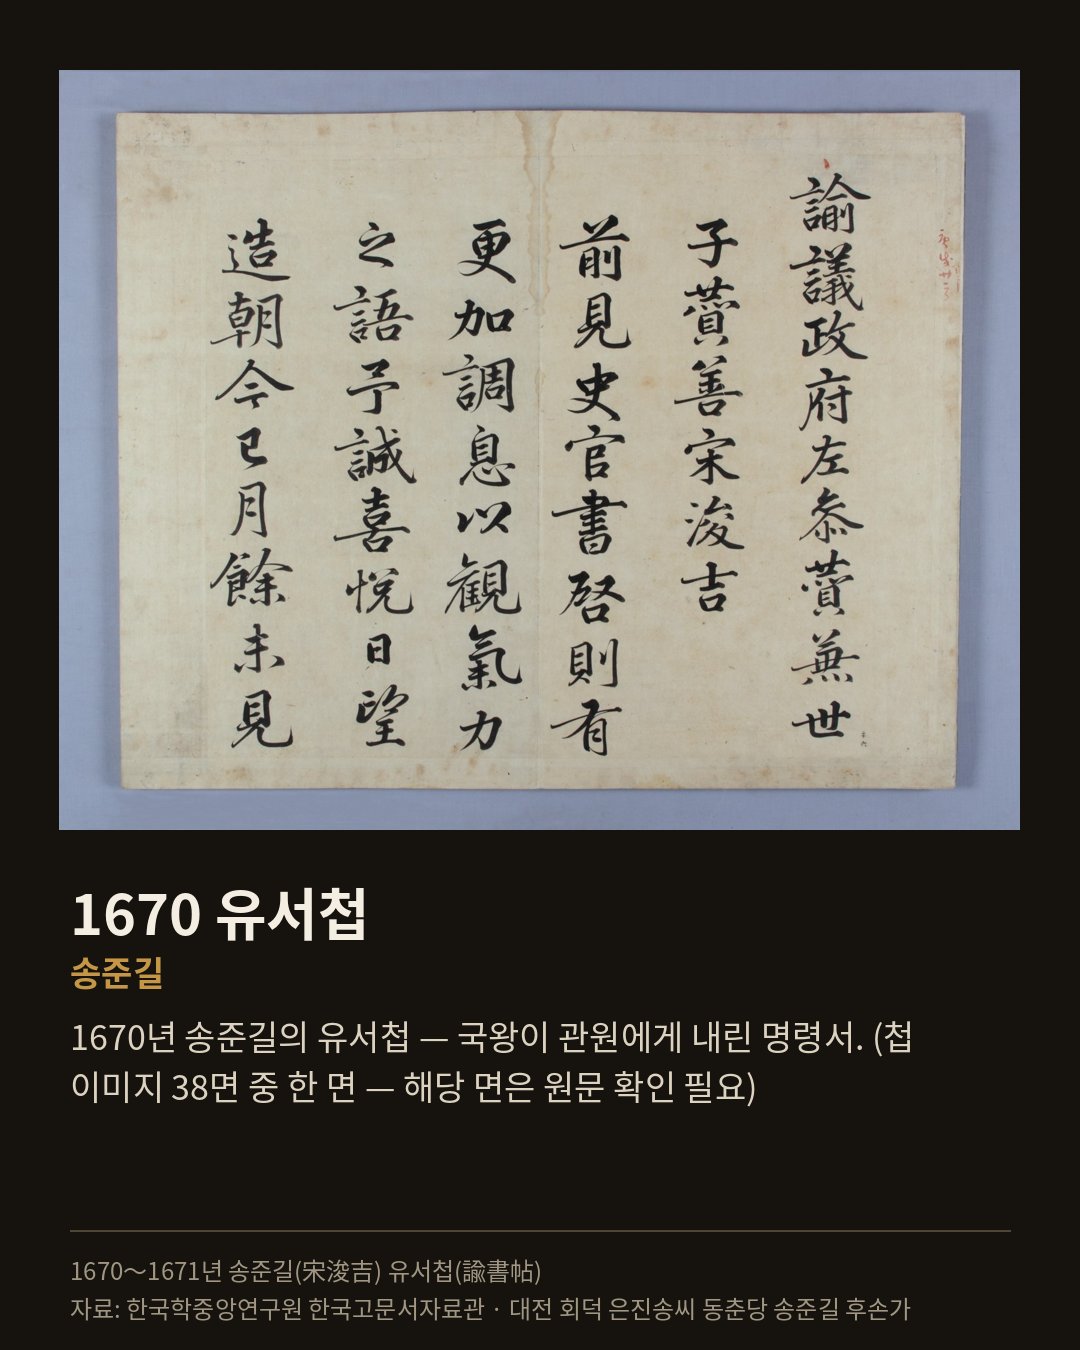 諭議政府左叅賛兼世
子賛善宋浚吉
前見史官書啓則有
更加調息以観氣力
之語予誠喜悅日望
造朝今已月餘未見
1670 유서첩
송준길
1670년 송준길의 유서첩 — 국왕이 관원에게 내린 명령서. (첩
이미지 38면 중 한 면 — 해당 면은 원문 확인 필요)
1670～1671년 송준길(宋浚吉) 유서첩(諭書帖)
자료: 한국학중앙연구원 한국고문서자료관 · 대전 회덕 은진송씨 동춘당 송준길 후손가